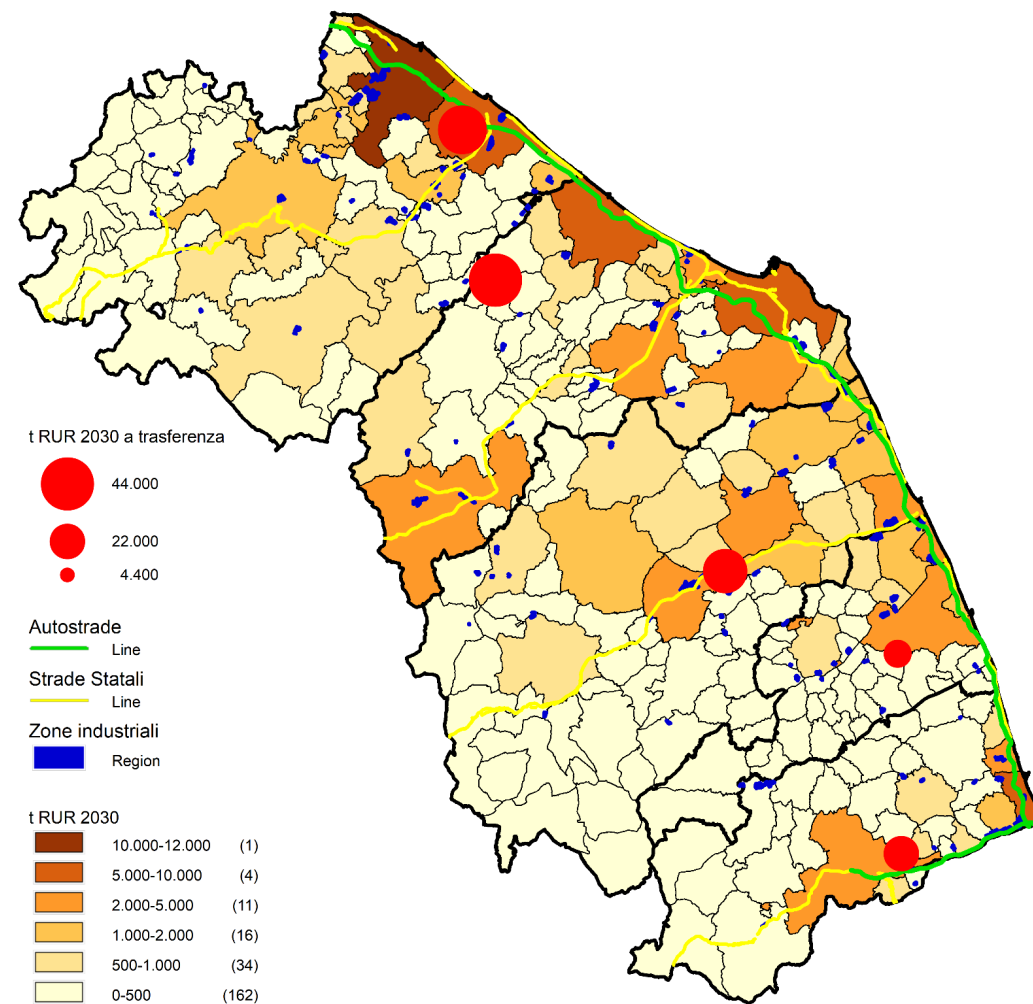 t RUR 2030 a trasferenza
44.000
22.000
4.400
Autostrade
Line
Strade Statali
Line
Zone industriali
Region
t RUR 2030
10.000-12.000 (1)
5.000-10.000 (4)
2.000-5.000 (11)
1.000-2.000 (16)
500-1.000 (34)
0-500 (162)